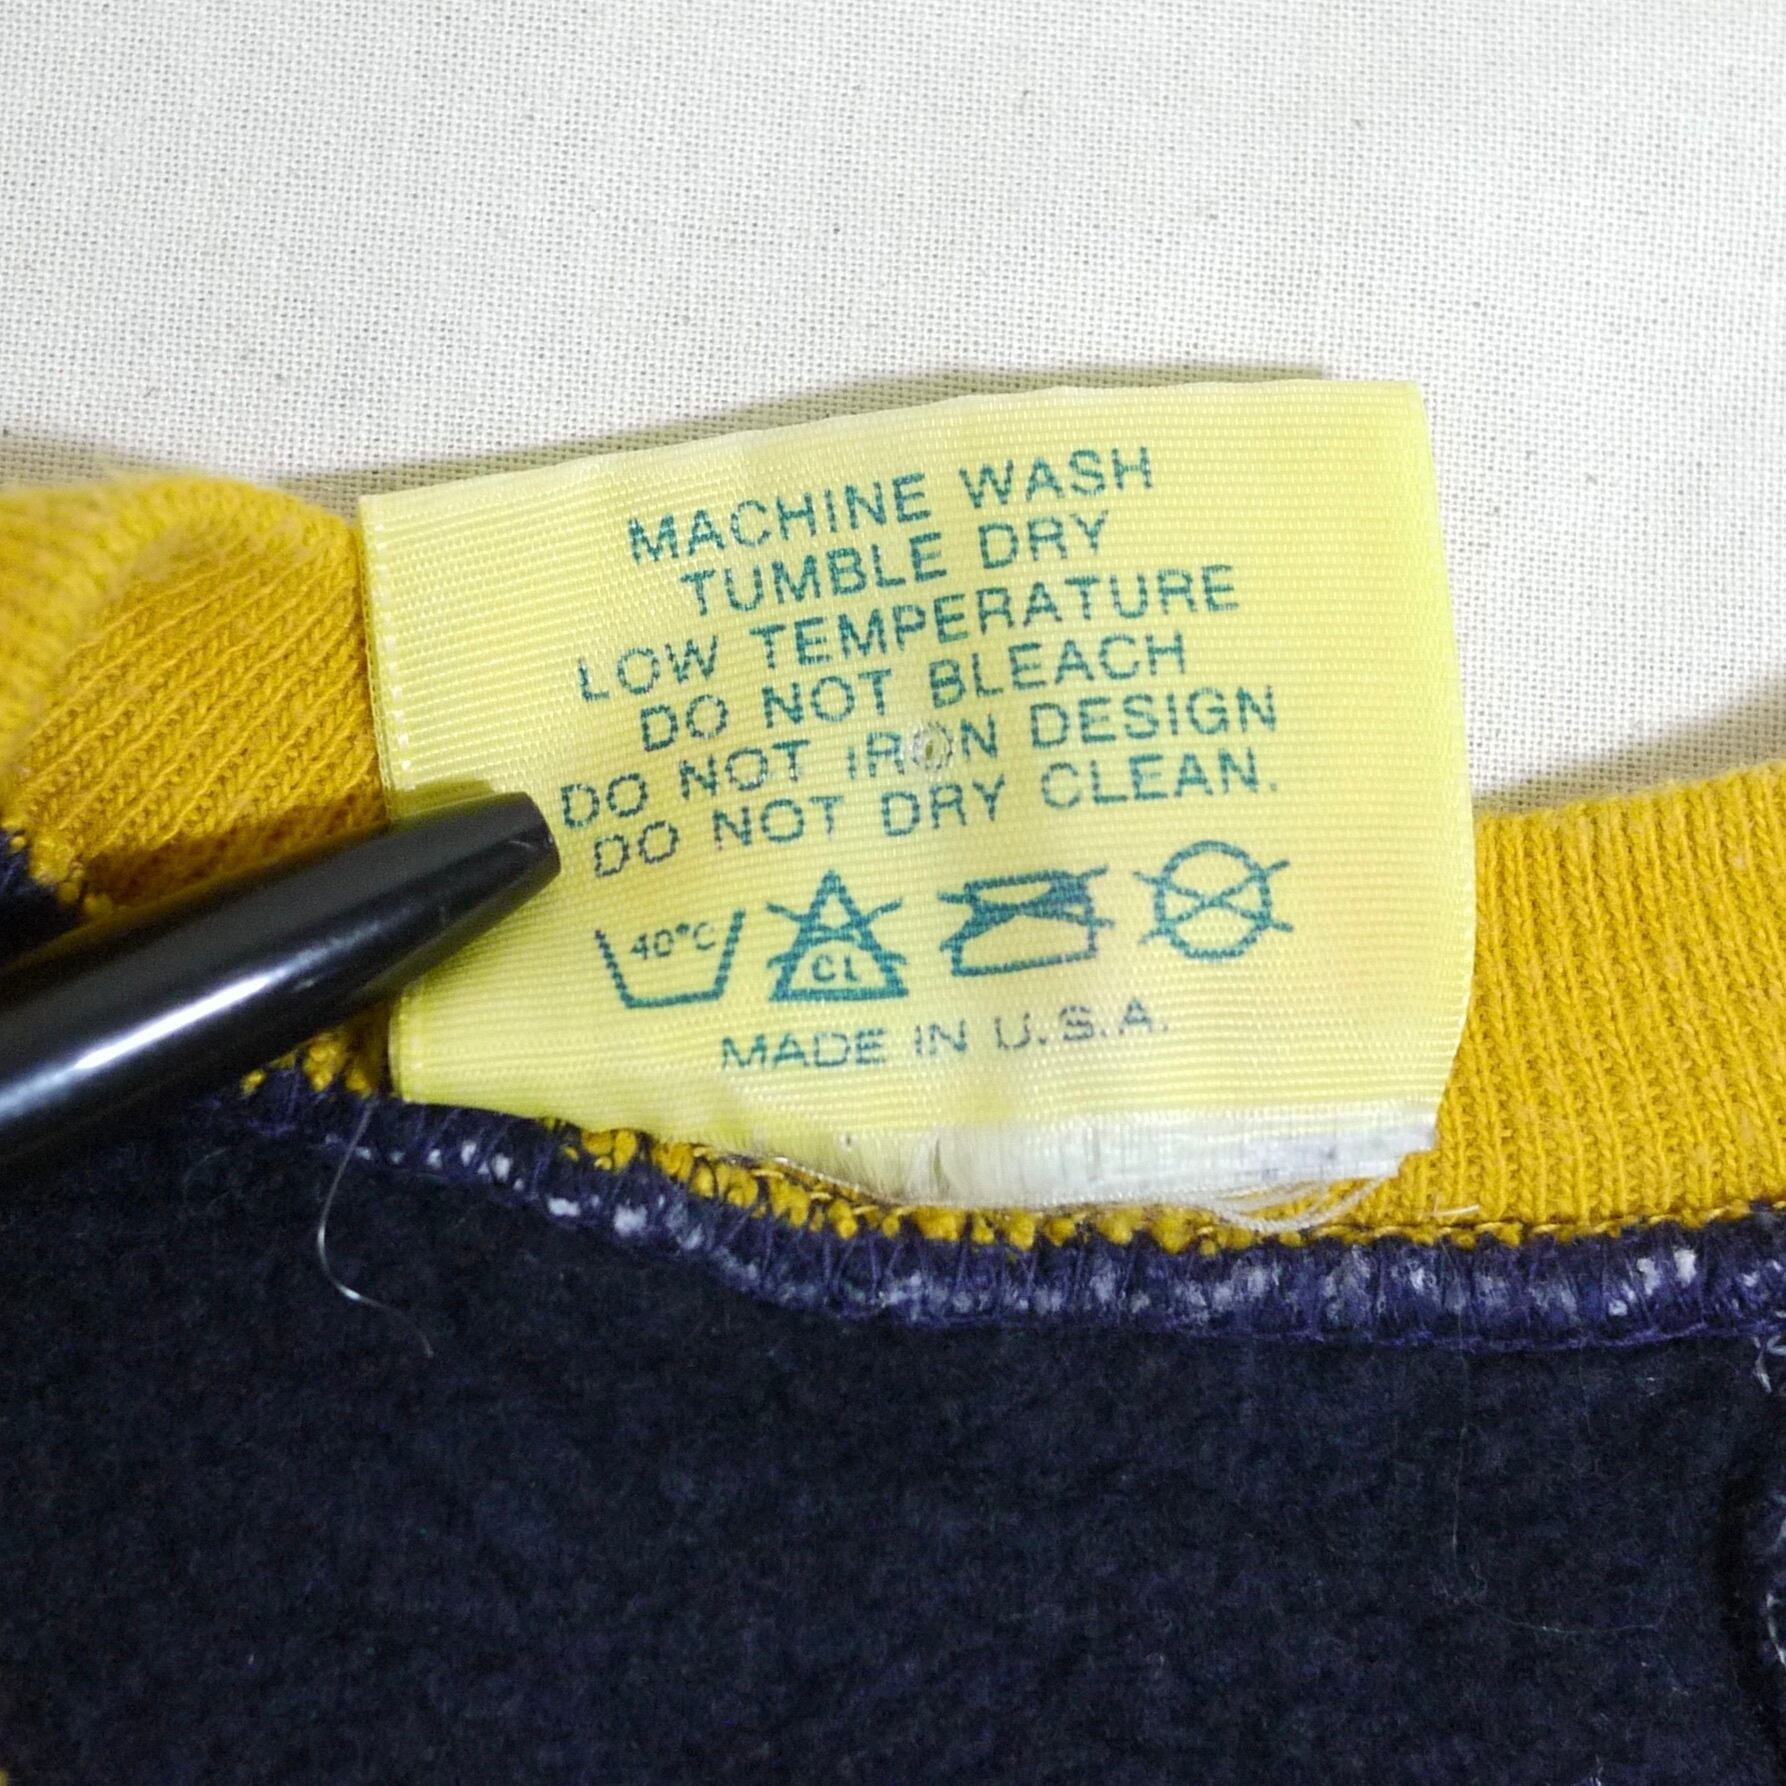 MACHINE WASH
TUMBLE DRY
LOW TEMPERATURE
DO NOT BLEACH
DO NOT IRON DESIGN
DO NOT DRY CLEAN.
40°C CL
MADE IN U.S.A.